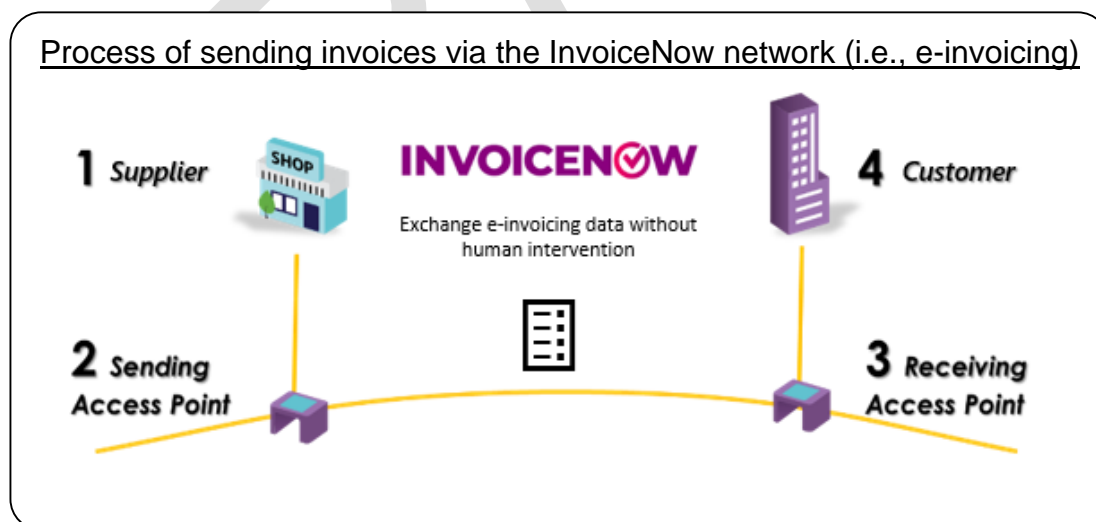 Process of sending invoices via the InvoiceNow network (i.e., e-invoicing)
1 Supplier
SHOP
INVOICENOW
Exchange e-invoicing data without
human intervention
4 Customer
2 Sending
Access Point
3 Receiving
Access Point